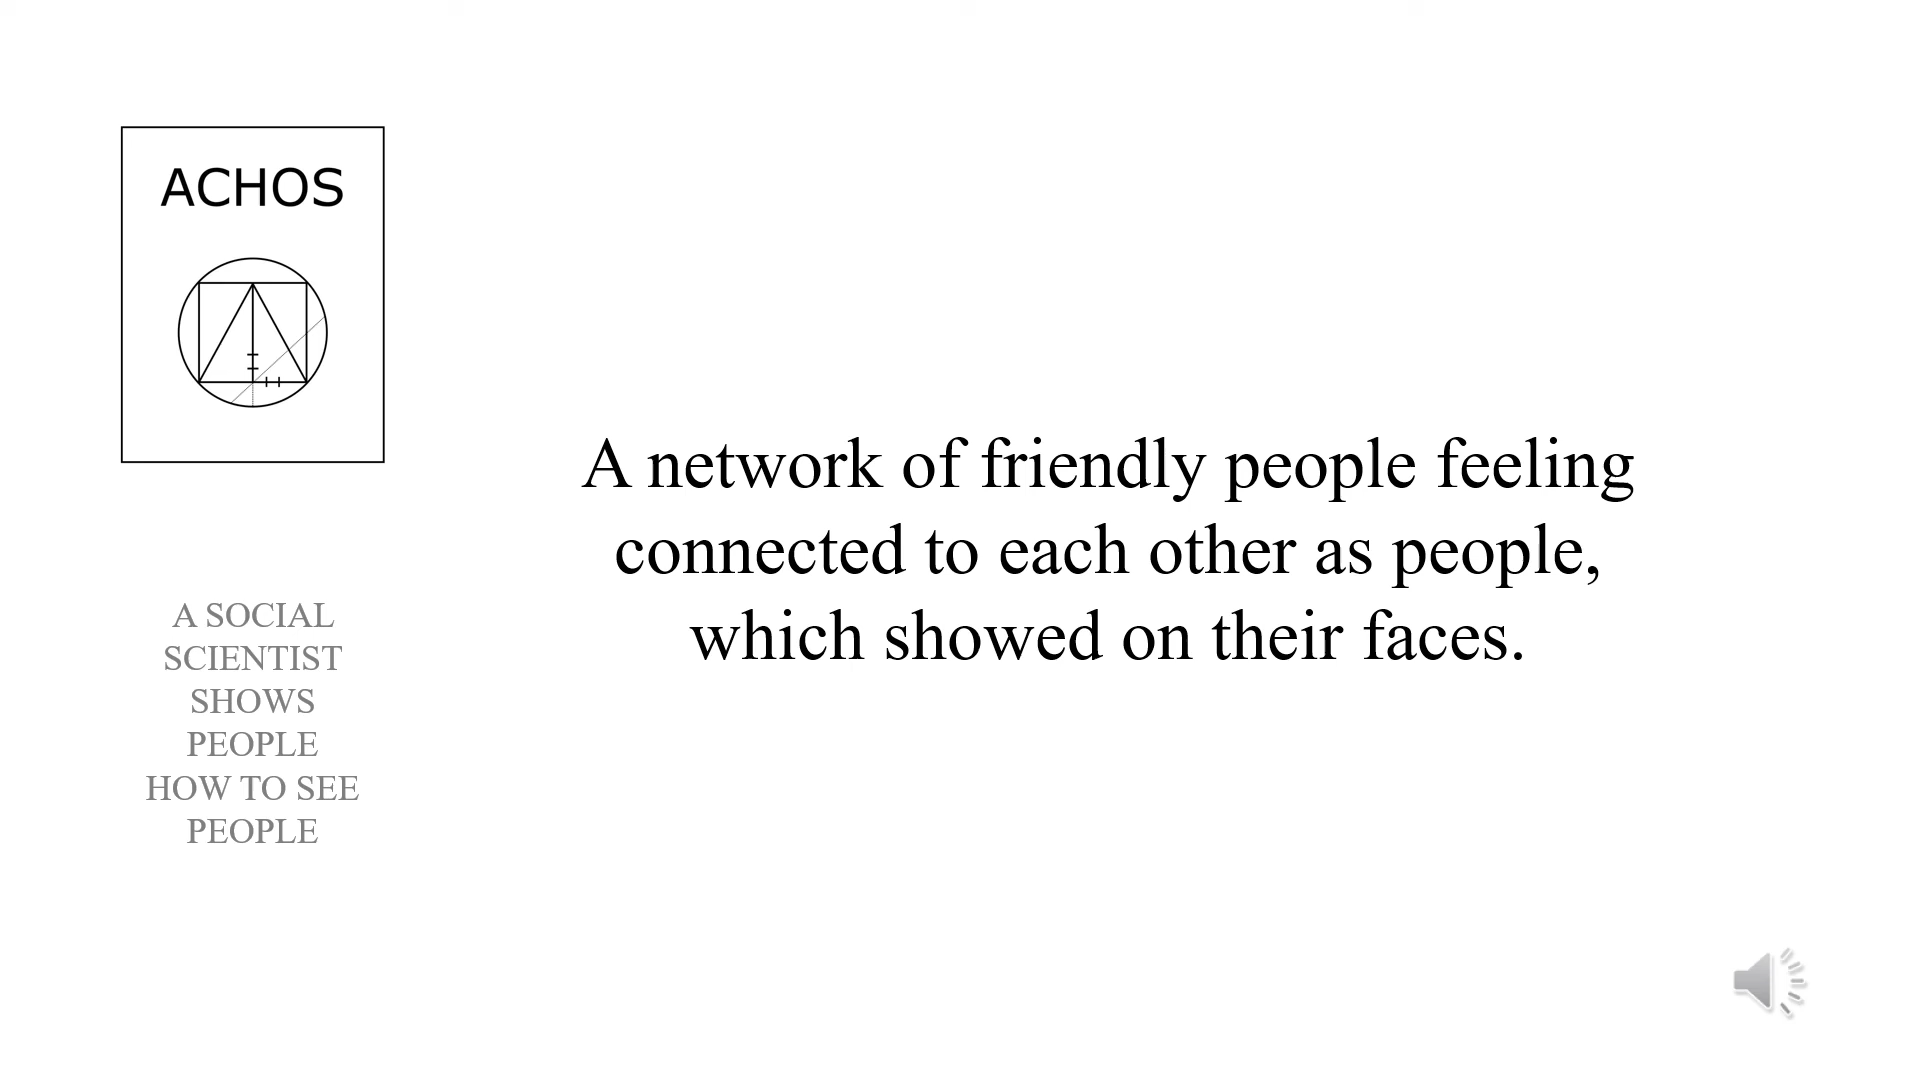 ACHOS
A SOCIAL
SCIENTIST
SHOWS
PEOPLE
HOW TO SEE
PEOPLE
A network of friendly people feeling
connected to each other as people,
which showed on their faces.